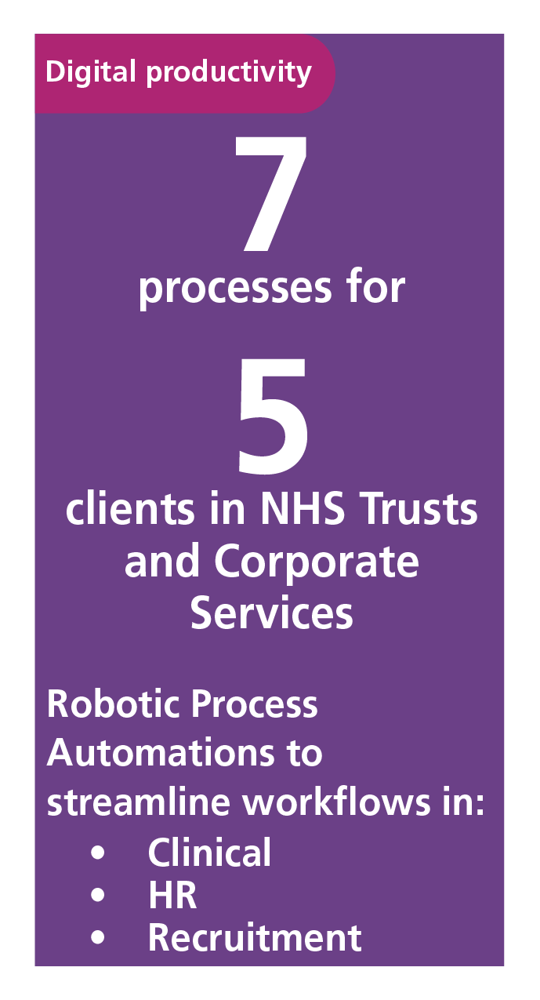 Digital productivity
7
processes for
5
clients in NHS Trusts
and Corporate
Services
Robotic Process
Automations to
streamline workflows in:
• Clinical
• HR
• Recruitment